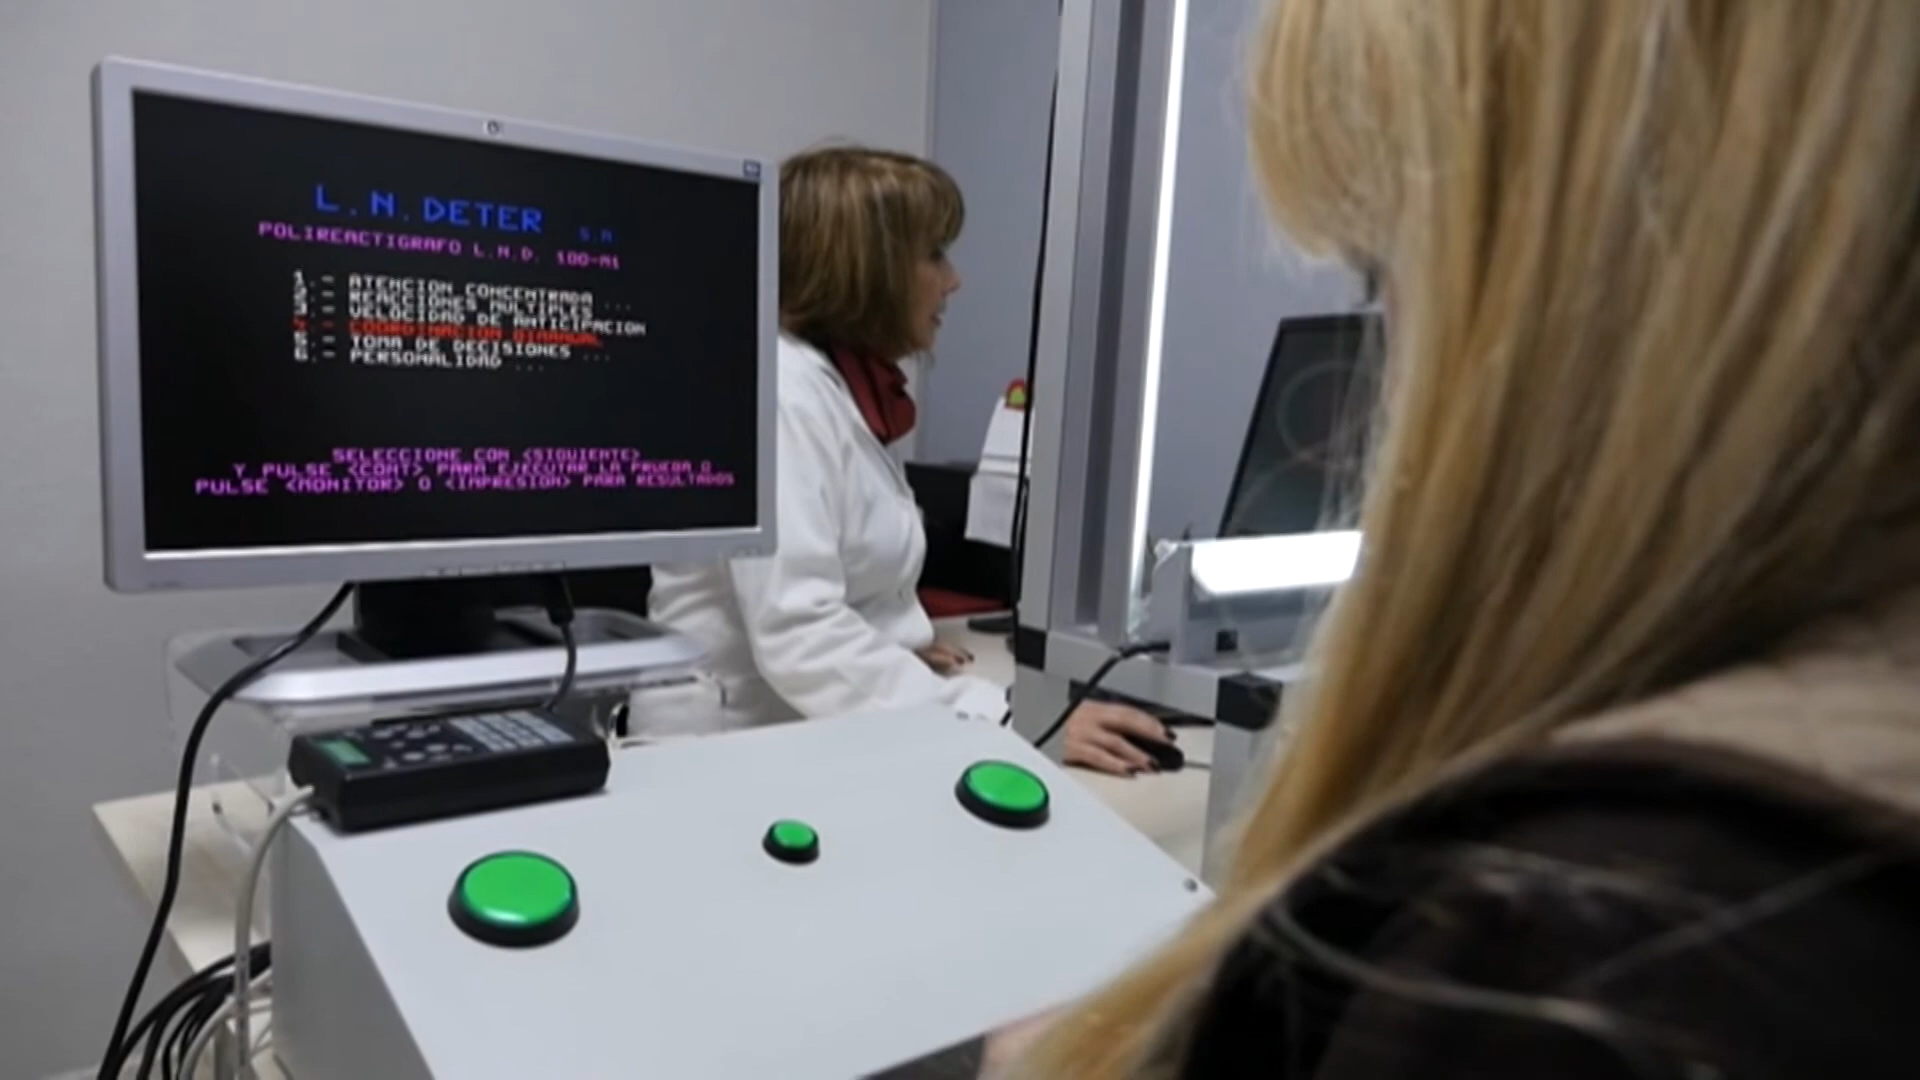 L.N.DETER S.A.
POLIREACTIGRAFO L.N.D. 100-M1
1.- ATENCION CONCENTRADA ...
2.- REACCIONES MULTIPLES ...
3.- VELOCIDAD DE ANTICIPACION
4.- COORDINACION BIMANUAL
5.- TOMA DE DECISIONES ...
6.- PERSONALIDAD ...
SELECCIONE CON <SIGUIENTE>
Y PULSE <CONT> PARA EJECUTAR LA PRUEBA O
PULSE <MONITOR> O <IMPRESION> PARA RESULTADOS